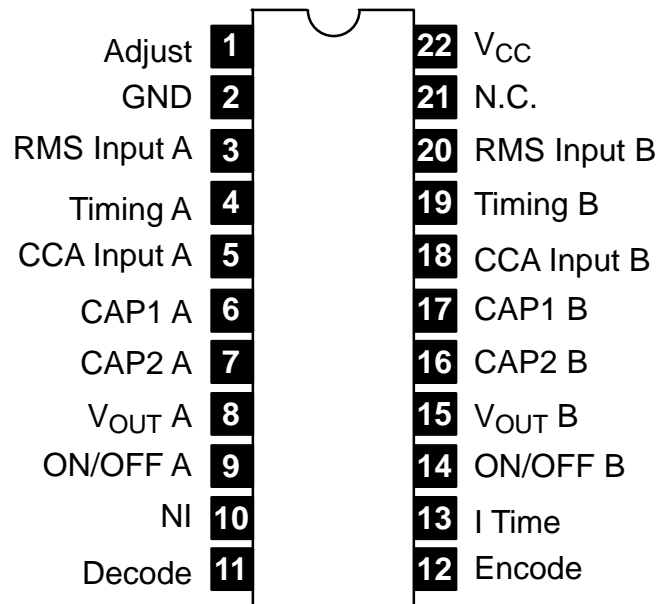 Adjust 1 22 VCC
GND 2 21 N.C.
RMS Input A 3 20 RMS Input B
Timing A 4 19 Timing B
CCA Input A 5 18 CCA Input B
CAP1 A 6 17 CAP1 B
CAP2 A 7 16 CAP2 B
VOUT A 8 15 VOUT B
ON/OFF A 9 14 ON/OFF B
NI 10 13 I Time
Decode 11 12 Encode